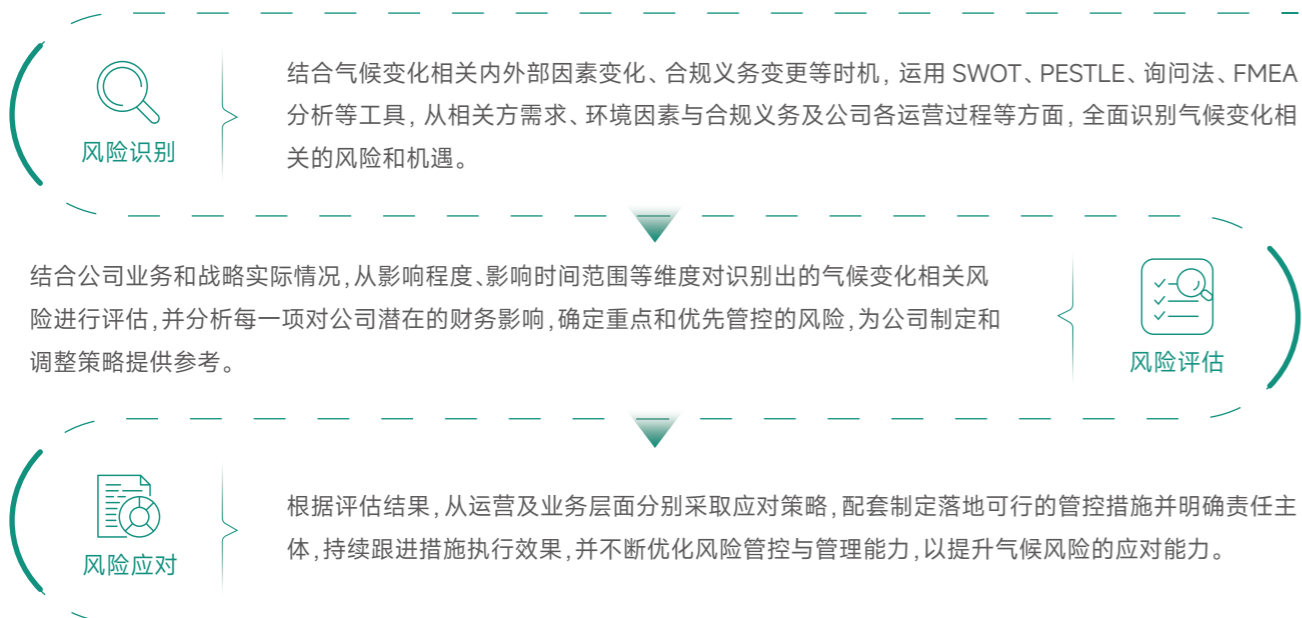 风险识别
结合气候变化相关内外部因素变化、合规义务变更等时机，运用 SWOT、PESTLE、询问法、FMEA
分析等工具，从相关方需求、环境因素与合规义务及公司各运营过程等方面，全面识别气候变化相
关的风险和机遇。
结合公司业务和战略实际情况，从影响程度、影响时间范围等维度对识别出的气候变化相关风
险进行评估，并分析每一项对公司潜在的财务影响，确定重点和优先管控的风险，为公司制定和
调整策略提供参考。
风险评估
风险应对
根据评估结果，从运营及业务层面分别采取应对策略，配套制定落地可行的管控措施并明确责任主
体，持续跟进措施执行效果，并不断优化风险管控与管理能力，以提升气候风险的应对能力。